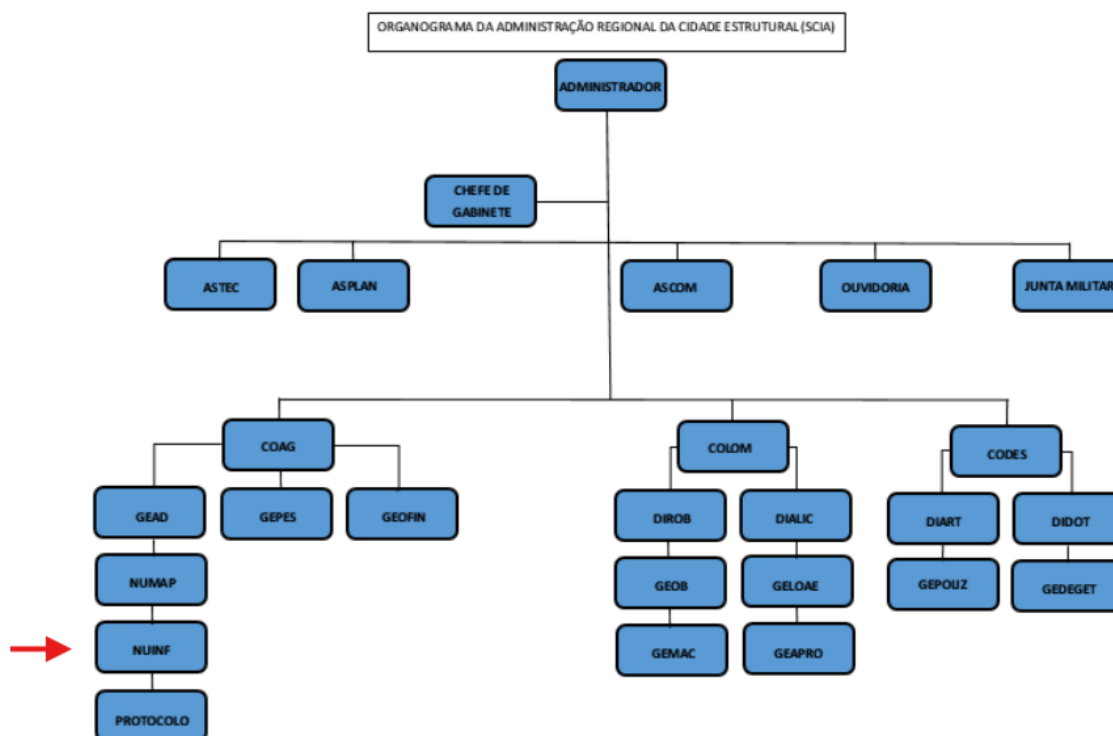 ORGANOGRAMA DA ADMINISTRAÇÃO REGIONAL DA CIDADE ESTRUTURAL (SCIA)
ADMINISTRADOR
CHEFE DE
GABINETE
ASTEC
ASPLAN
ASCOM
OUVIDORIA
JUNTA MILITAR
COAG
COLOM
CODES
GEAD
GEPES
GEOFIN
DIROB
DIALIC
DIART
DIDOT
NUMAP
GEOB
GELOAE
GEPOLIZ
GEDEGET
NUINF
GEMAC
GEAPRO
PROTOCOLO